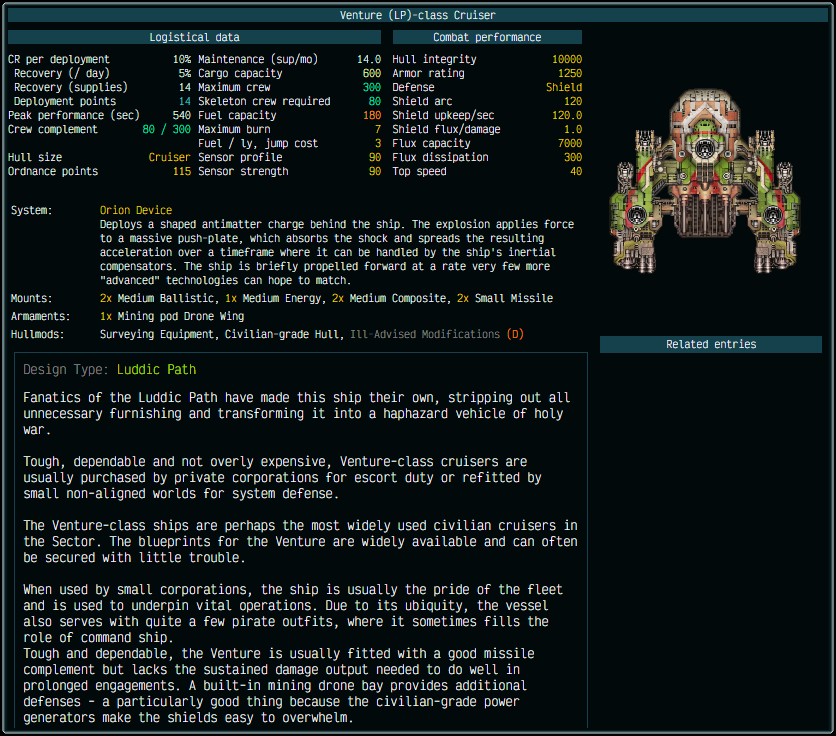 Venture (LP)-class Cruiser
Logistical data
CR per deployment 10% Maintenance (sup/mo) 14.0
Recovery (/ day) 5% Cargo capacity 600
Recovery (supplies) 14 Maximum crew 300
Deployment points 14 Skeleton crew required 80
Peak performance (sec) 540 Fuel capacity 180
Crew complement 80 / 300 Maximum burn 7
Fuel / ly, jump cost 3
Hull size Cruiser Sensor profile 90
Ordnance points 115 Sensor strength 90
Combat performance
Hull integrity 10000
Armor rating 1250
Defense Shield
Shield arc 120
Shield upkeep/sec 120.0
Shield flux/damage 1.0
Flux capacity 7000
Flux dissipation 300
Top speed 40
System: Orion Device
Deploys a shaped antimatter charge behind the ship. The explosion applies force
to a massive push-plate, which absorbs the shock and spreads the resulting
acceleration over a timeframe where it can be handled by the ship's inertial
compensators. The ship is briefly propelled forward at a rate very few more
"advanced" technologies can hope to match.
Mounts: 2x Medium Ballistic, 1x Medium Energy, 2x Medium Composite, 2x Small Missile
Armaments: 1x Mining pod Drone Wing
Hullmods: Surveying Equipment, Civilian-grade Hull, Ill-Advised Modifications (D)
Related entries
Design Type: Luddic Path
Fanatics of the Luddic Path have made this ship their own, stripping out all
unnecessary furnishing and transforming it into a haphazard vehicle of holy
war.
Tough, dependable and not overly expensive, Venture-class cruisers are
usually purchased by private corporations for escort duty or refitted by
small non-aligned worlds for system defense.
The Venture-class ships are perhaps the most widely used civilian cruisers in
the Sector. The blueprints for the Venture are widely available and can often
be secured with little trouble.
When used by small corporations, the ship is usually the pride of the fleet
and is used to underpin vital operations. Due to its ubiquity, the vessel
also serves with quite a few pirate outfits, where it sometimes fills the
role of command ship.
Tough and dependable, the Venture is usually fitted with a good missile
complement but lacks the sustained damage output needed to do well in
prolonged engagements. A built-in mining drone bay provides additional
defenses - a particularly good thing because the civilian-grade power
generators make the shields easy to overwhelm.